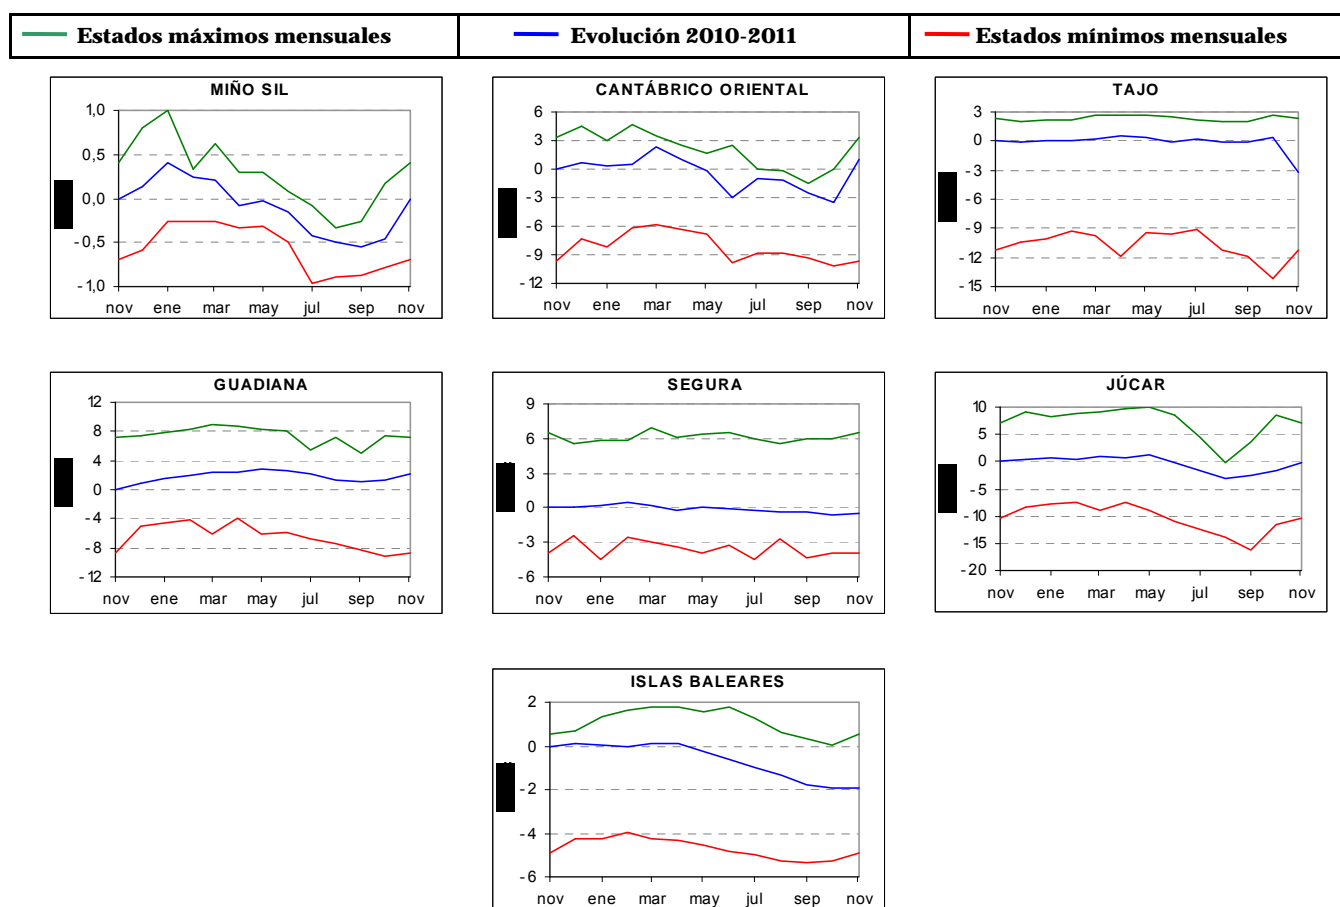 Estados máximos mensuales Evolución 2010-2011 Estados mínimos mensuales
MIÑO SIL
1,0
0,5
0,0
-0,5
-1,0
nov ene mar may jul sep nov
CANTÁBRICO ORIENTAL
6
3
0
-3
-6
-9
-12
nov ene mar may jul sep nov
TAJO
3
0
-3
-6
-9
-12
-15
nov ene mar may jul sep nov
GUADIANA
12
8
4
0
-4
-8
-12
nov ene mar may jul sep nov
SEGURA
9
6
3
0
-3
-6
nov ene mar may jul sep nov
JÚCAR
10
5
0
-5
-10
-15
-20
nov ene mar may jul sep nov
ISLAS BALEARES
2
0
-2
-4
-6
nov ene mar may jul sep nov